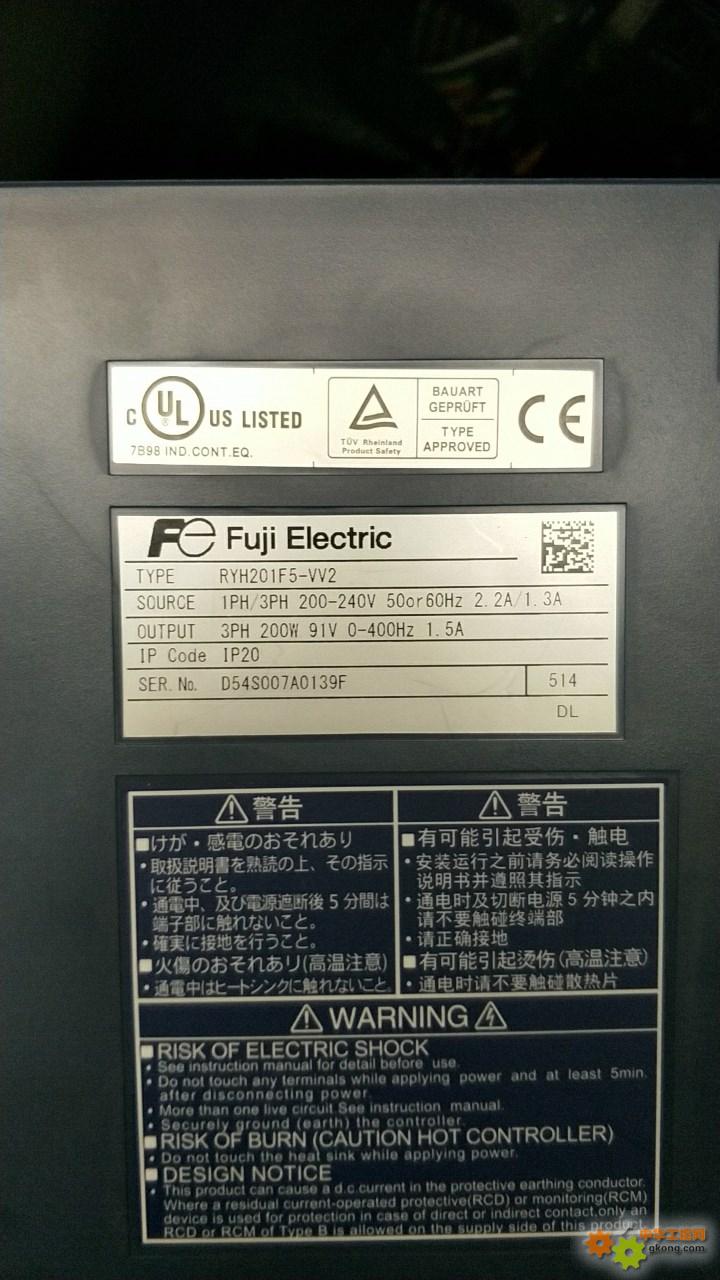 C UL US LISTED
®
7B98 IND.CONT.EQ.
TÜV Rheinland
Product Safety
BAUART
GEPRÜFT
TYPE
APPROVED
CE
Fe Fuji Electric
TYPE RYH201F5-VV2
SOURCE 1PH/3PH 200-240V 50or60Hz 2.2A/1.3A
OUTPUT 3PH 200W 91V 0-400Hz 1.5A
IP Code IP20
SER. No. D54S007A0139F 514
DL
警告
■けが・感電のおそれあり
・取扱説明書を熟読の上、その指示
に従うこと。
・通電中、及び電源遮断後5分間は
端子部に触れないこと。
・確実に接地を行うこと。
■火傷のおそれあり(高温注意)
・通電中はヒートシンクに触れないこと。
警告
■有可能引起受伤・触电
・安装运行之前请务必阅读操作
说明书并遵照其指示
・通电时及切断电源5分钟之内
请不要触碰终端部
・请正确接地
■有可能引起烫伤(高温注意)
・通电时请不要触碰散热片
WARNING
■RISK OF ELECTRIC SHOCK
• See instruction manual for detail before use.
• Do not touch any terminals while applying power and at least 5min.
after disconnecting power.
• More than one live circuit See instruction manual.
• Securely ground (earth) the controller.
■RISK OF BURN (CAUTION HOT CONTROLLER)
• Do not touch the heat sink while applying power.
■DESIGN NOTICE
• This product can cause a d.c.current in the protective earthing conductor.
Where a residual current-operated protective(RCD) or monitoring(RCM)
device is used for protection in case of direct or indirect contact,only an
RCD or RCM of Type B is allowed on the supply side of this product.
中华工控网
gkong.com